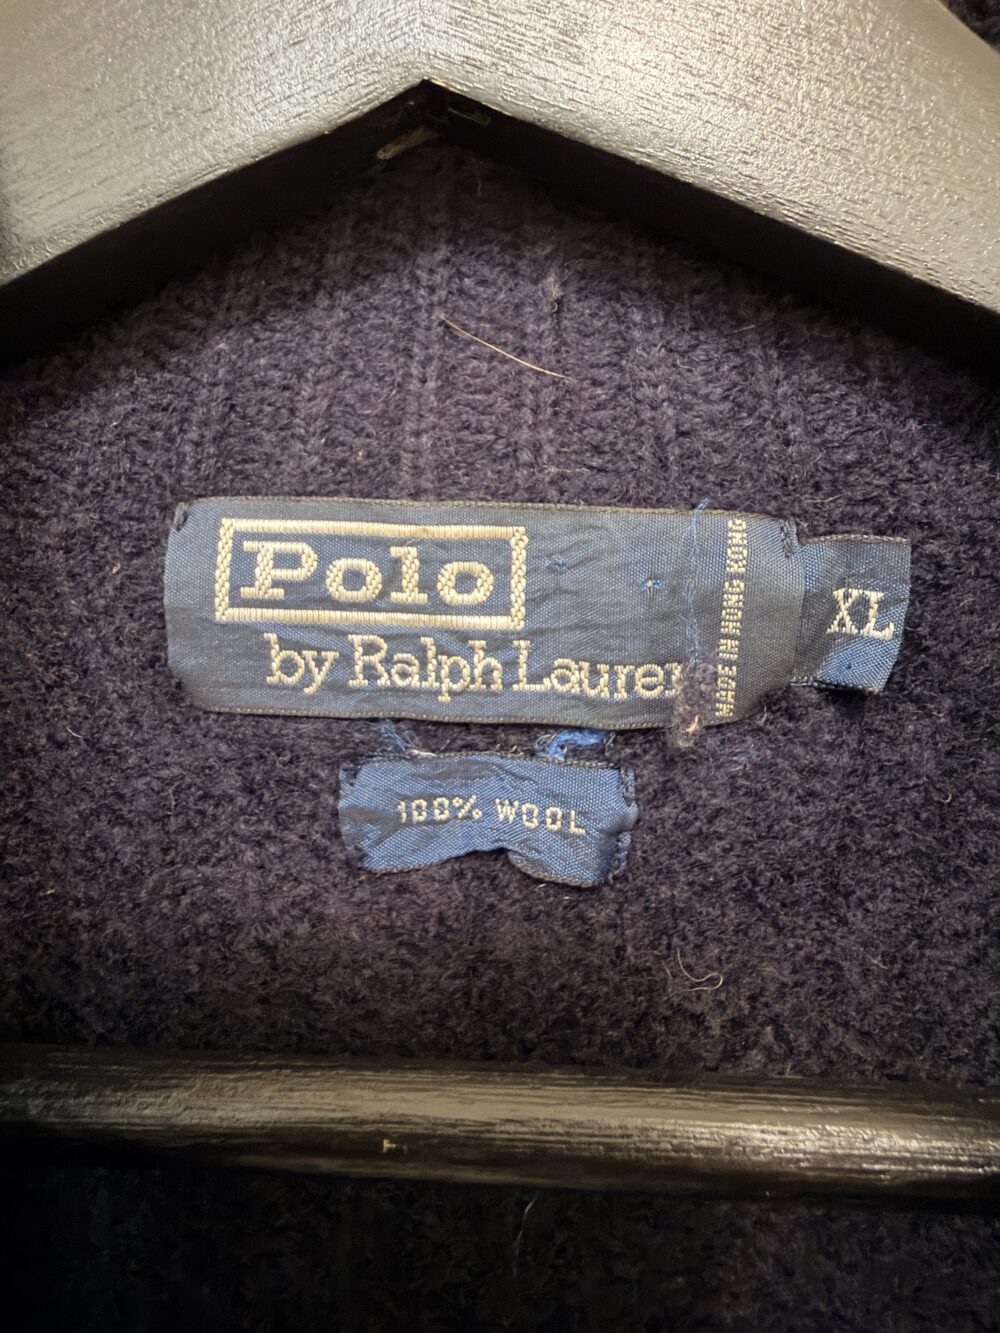 Polo
by Ralph Lauren
MADE IN HONG KONG
XL
100% WOOL